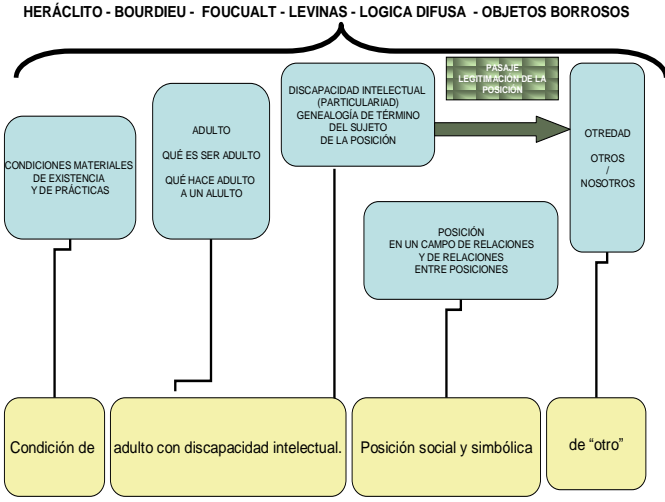 HERÁCLITO - BOURDIEU - FOUCUALT - LEVINAS - LOGICA DIFUSA - OBJETOS BORROSOS
PASAJE
LEGITIMACIÓN DE LA
POSICIÓN
CONDICIONES MATERIALES
DE EXISTENCIA
Y DE PRÁCTICAS
ADULTO
QUÉ ES SER ADULTO
QUÉ HACE ADULTO
A UN ALULTO
DISCAPACIDAD INTELECTUAL
(PARTICULARIAD)
GENEALOGÍA DE TÉRMINO
DEL SUJETO
DE LA POSICIÓN
OTREDAD
OTROS
/
NOSOTROS
POSICIÓN
EN UN CAMPO DE RELACIONES
Y DE RELACIONES
ENTRE POSICIONES
Condición de
adulto con discapacidad intelectual.
Posición social y simbólica
de “otro”